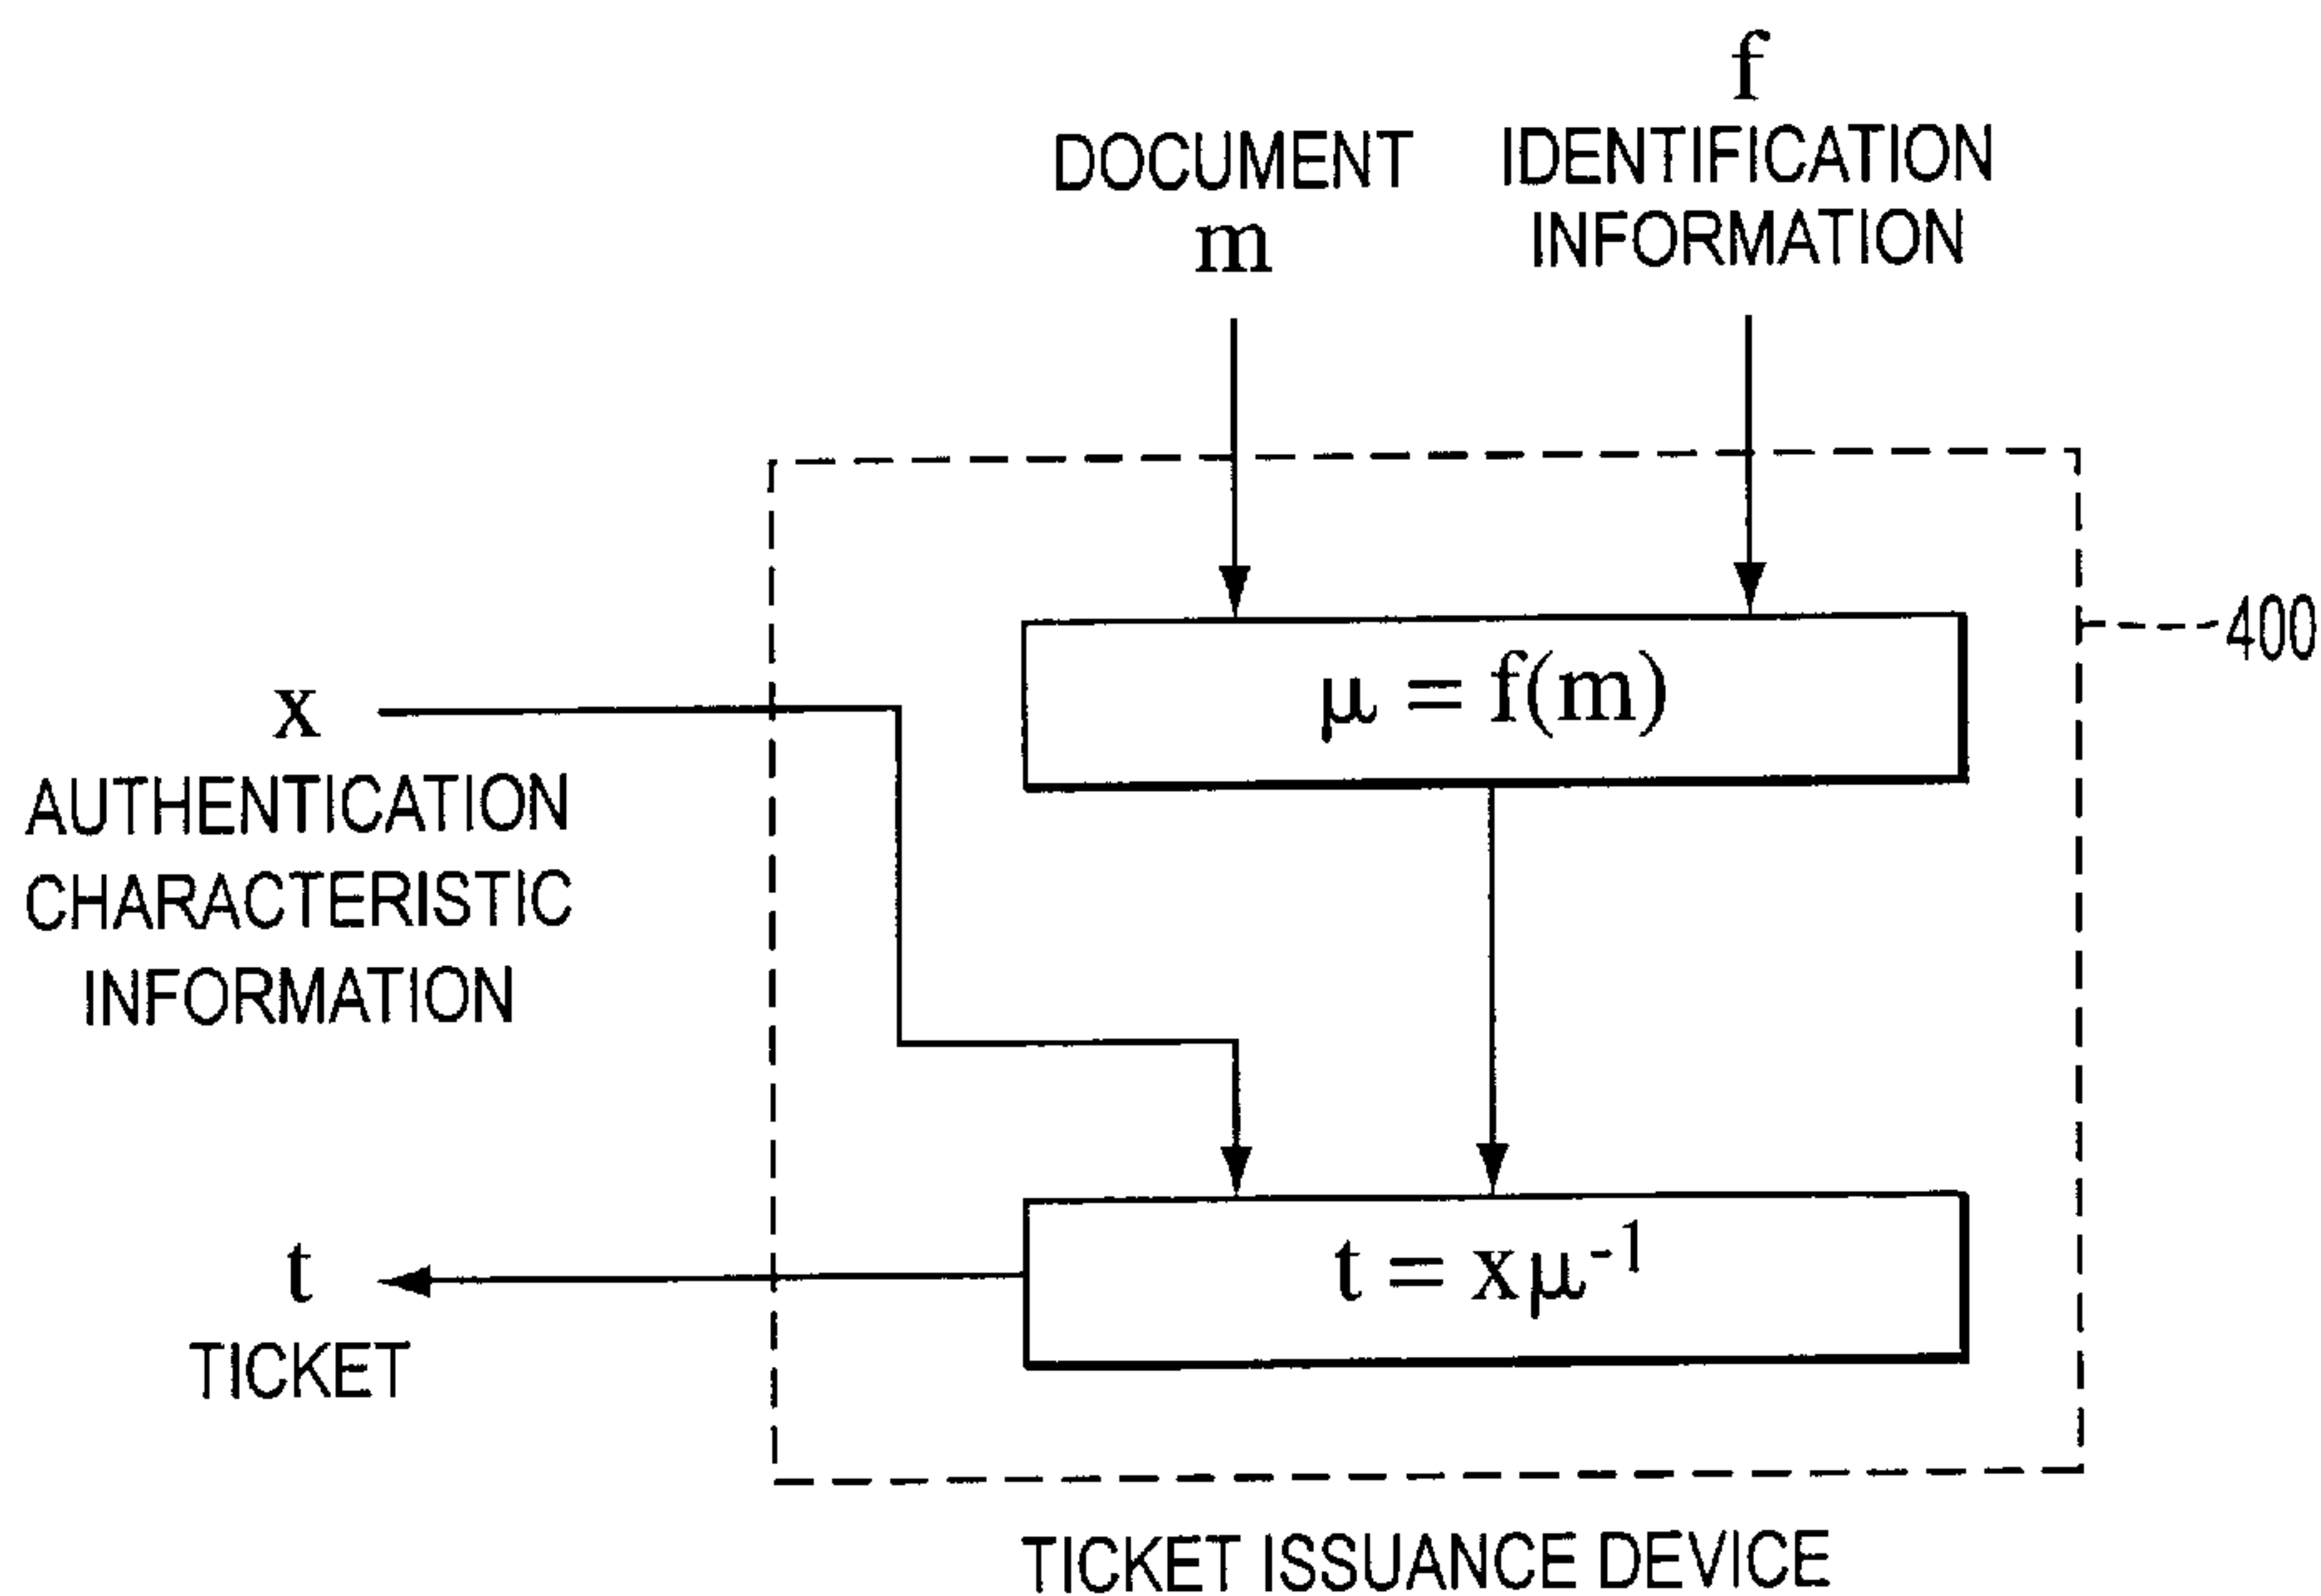 f
DOCUMENT
IDENTIFICATION
m
INFORMATION
400
μ = f(m)
x
AUTHENTICATION
CHARACTERISTIC
INFORMATION
t = xμ⁻¹
t
TICKET
TICKET ISSUANCE DEVICE